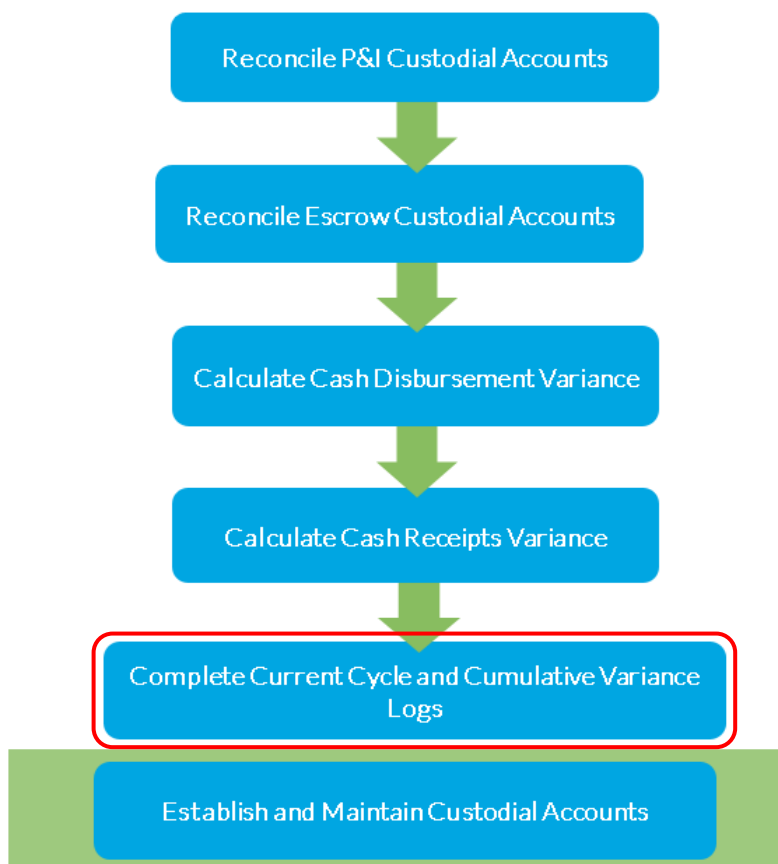 Reconcile P&I Custodial Accounts
Reconcile Escrow Custodial Accounts
Calculate Cash Disbursement Variance
Calculate Cash Receipts Variance
Complete Current Cycle and Cumulative Variance
Logs
Establish and Maintain Custodial Accounts